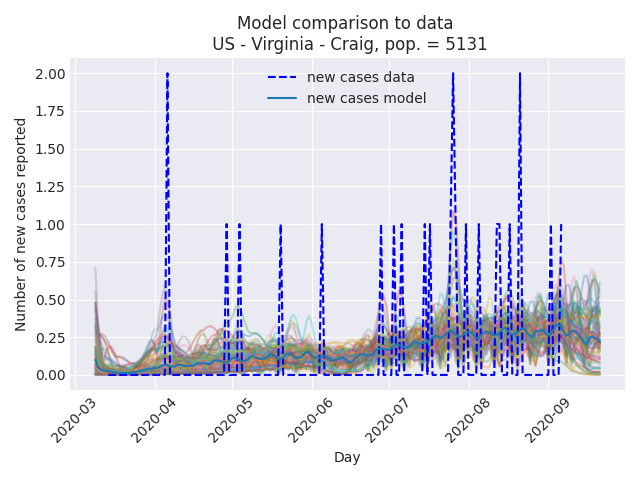 Model comparison to data
US - Virginia - Craig, pop. = 5131
new cases data
new cases model
Number of new cases reported
2.00
1.75
1.50
1.25
1.00
0.75
0.50
0.25
0.00
2020-03
2020-04
2020-05
2020-06
2020-07
2020-08
2020-09
Day